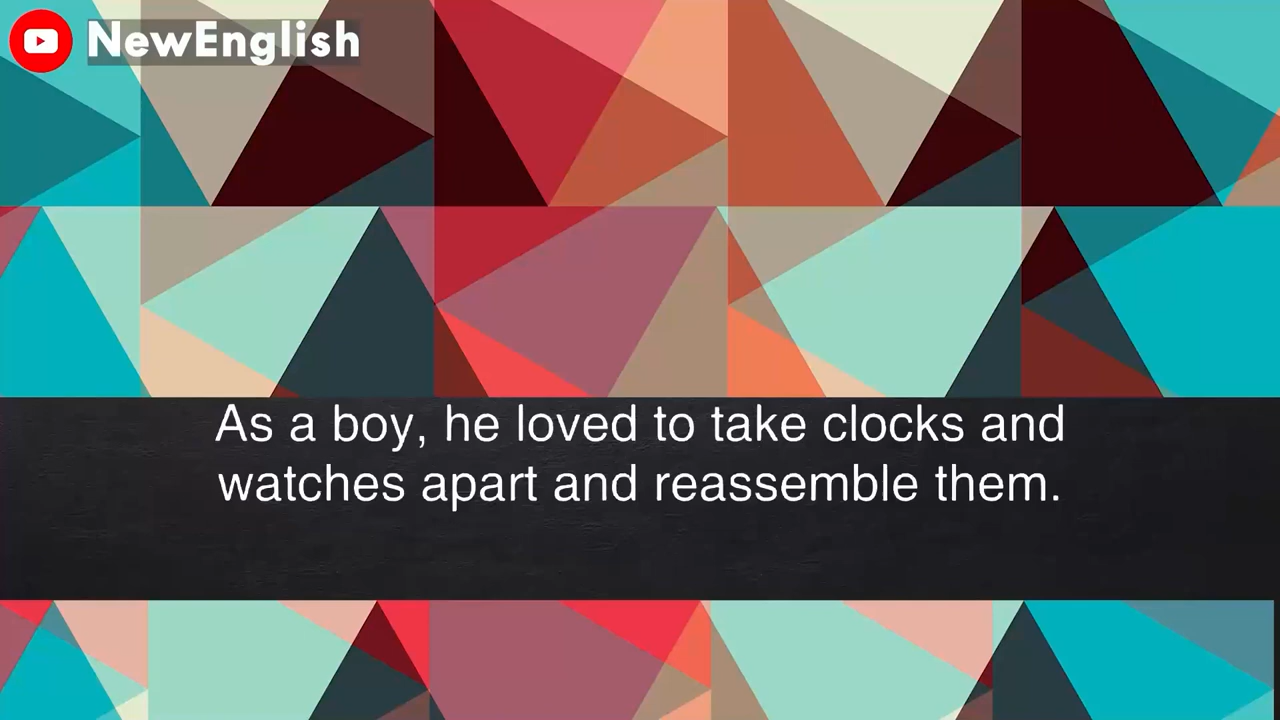 NewEnglish
As a boy, he loved to take clocks and
watches apart and reassemble them.